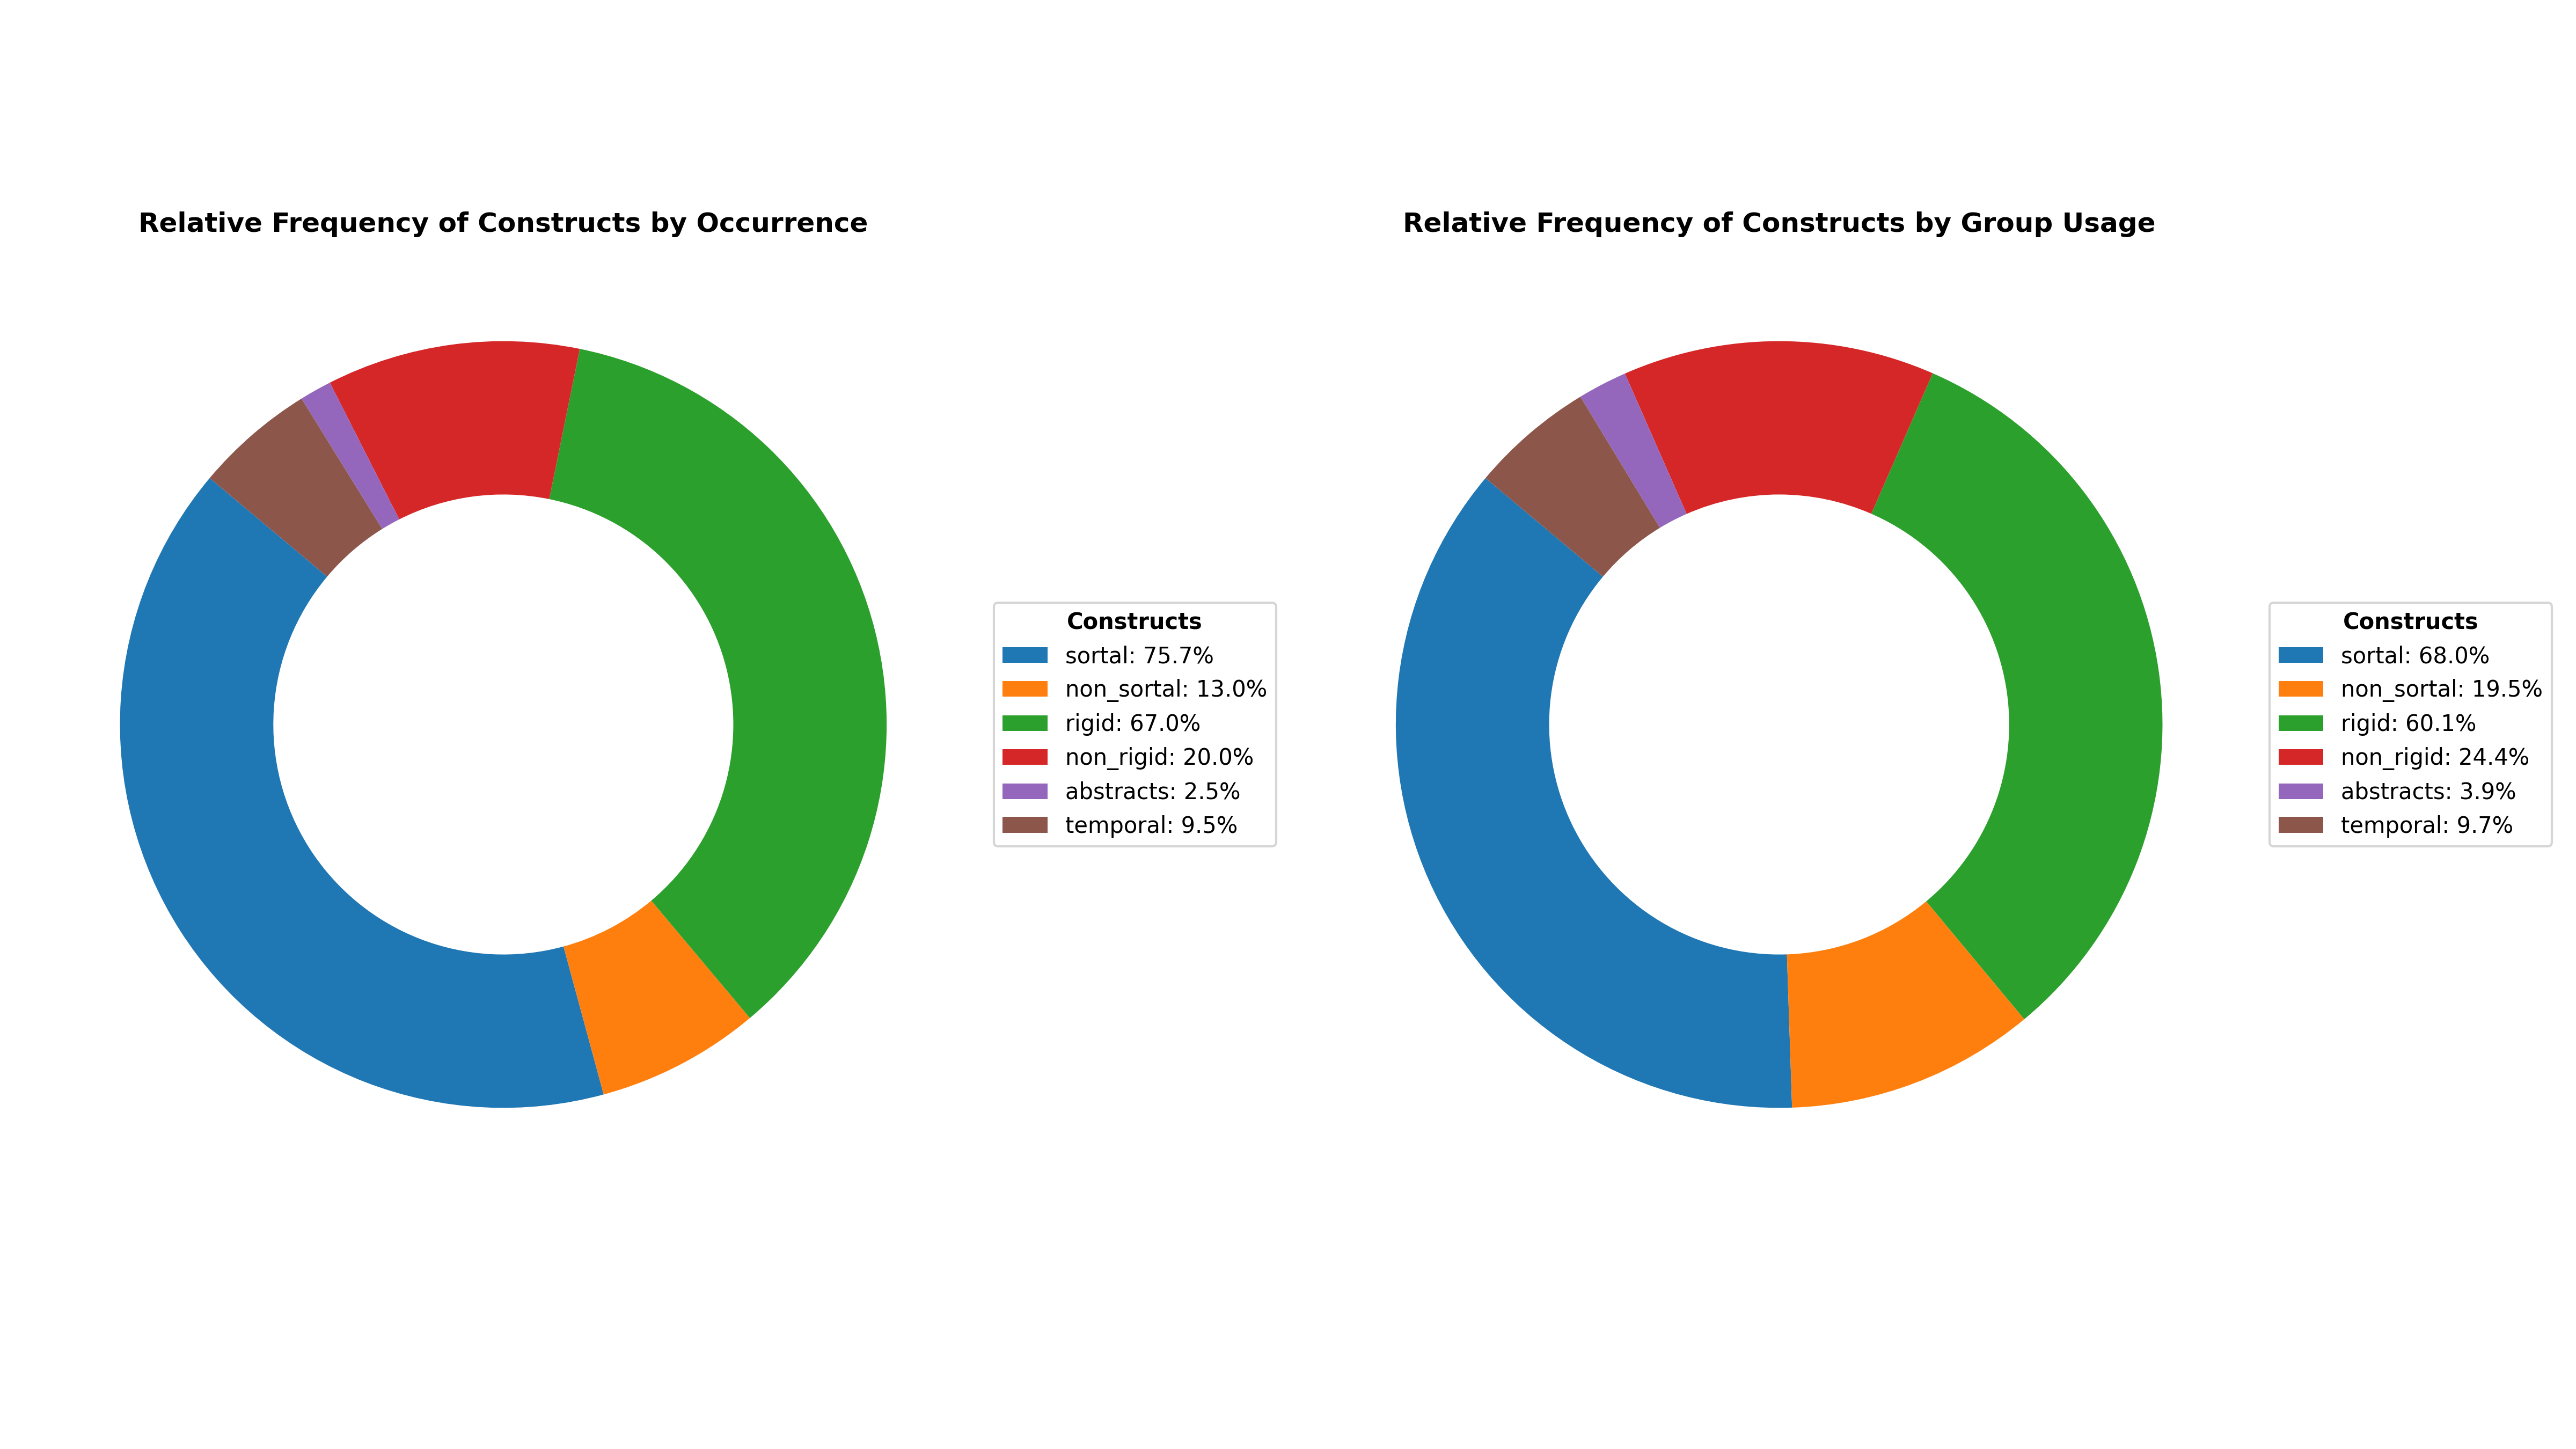 Relative Frequency of Constructs by Occurrence
Constructs
sortal: 75.7%
non_sortal: 13.0%
rigid: 67.0%
non_rigid: 20.0%
abstracts: 2.5%
temporal: 9.5%
Relative Frequency of Constructs by Group Usage
Constructs
sortal: 68.0%
non_sortal: 19.5%
rigid: 60.1%
non_rigid: 24.4%
abstracts: 3.9%
temporal: 9.7%